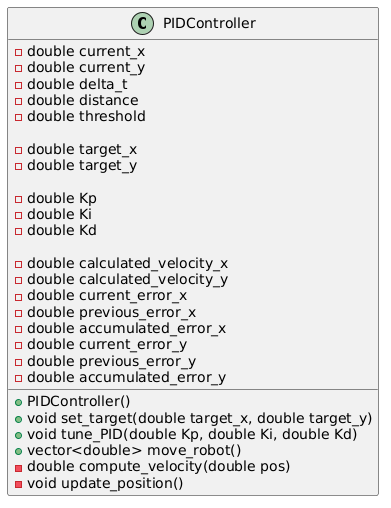 C PIDController
double current_x
double current_y
double delta_t
double distance
double threshold
double target_x
double target_y
double Kp
double Ki
double Kd
double calculated_velocity_x
double calculated_velocity_y
double current_error_x
double previous_error_x
double accumulated_error_x
double current_error_y
double previous_error_y
double accumulated_error_y
PIDController()
void set_target(double target_x, double target_y)
void tune_PID(double Kp, double Ki, double Kd)
vector<double> move_robot()
double compute_velocity(double pos)
void update_position()